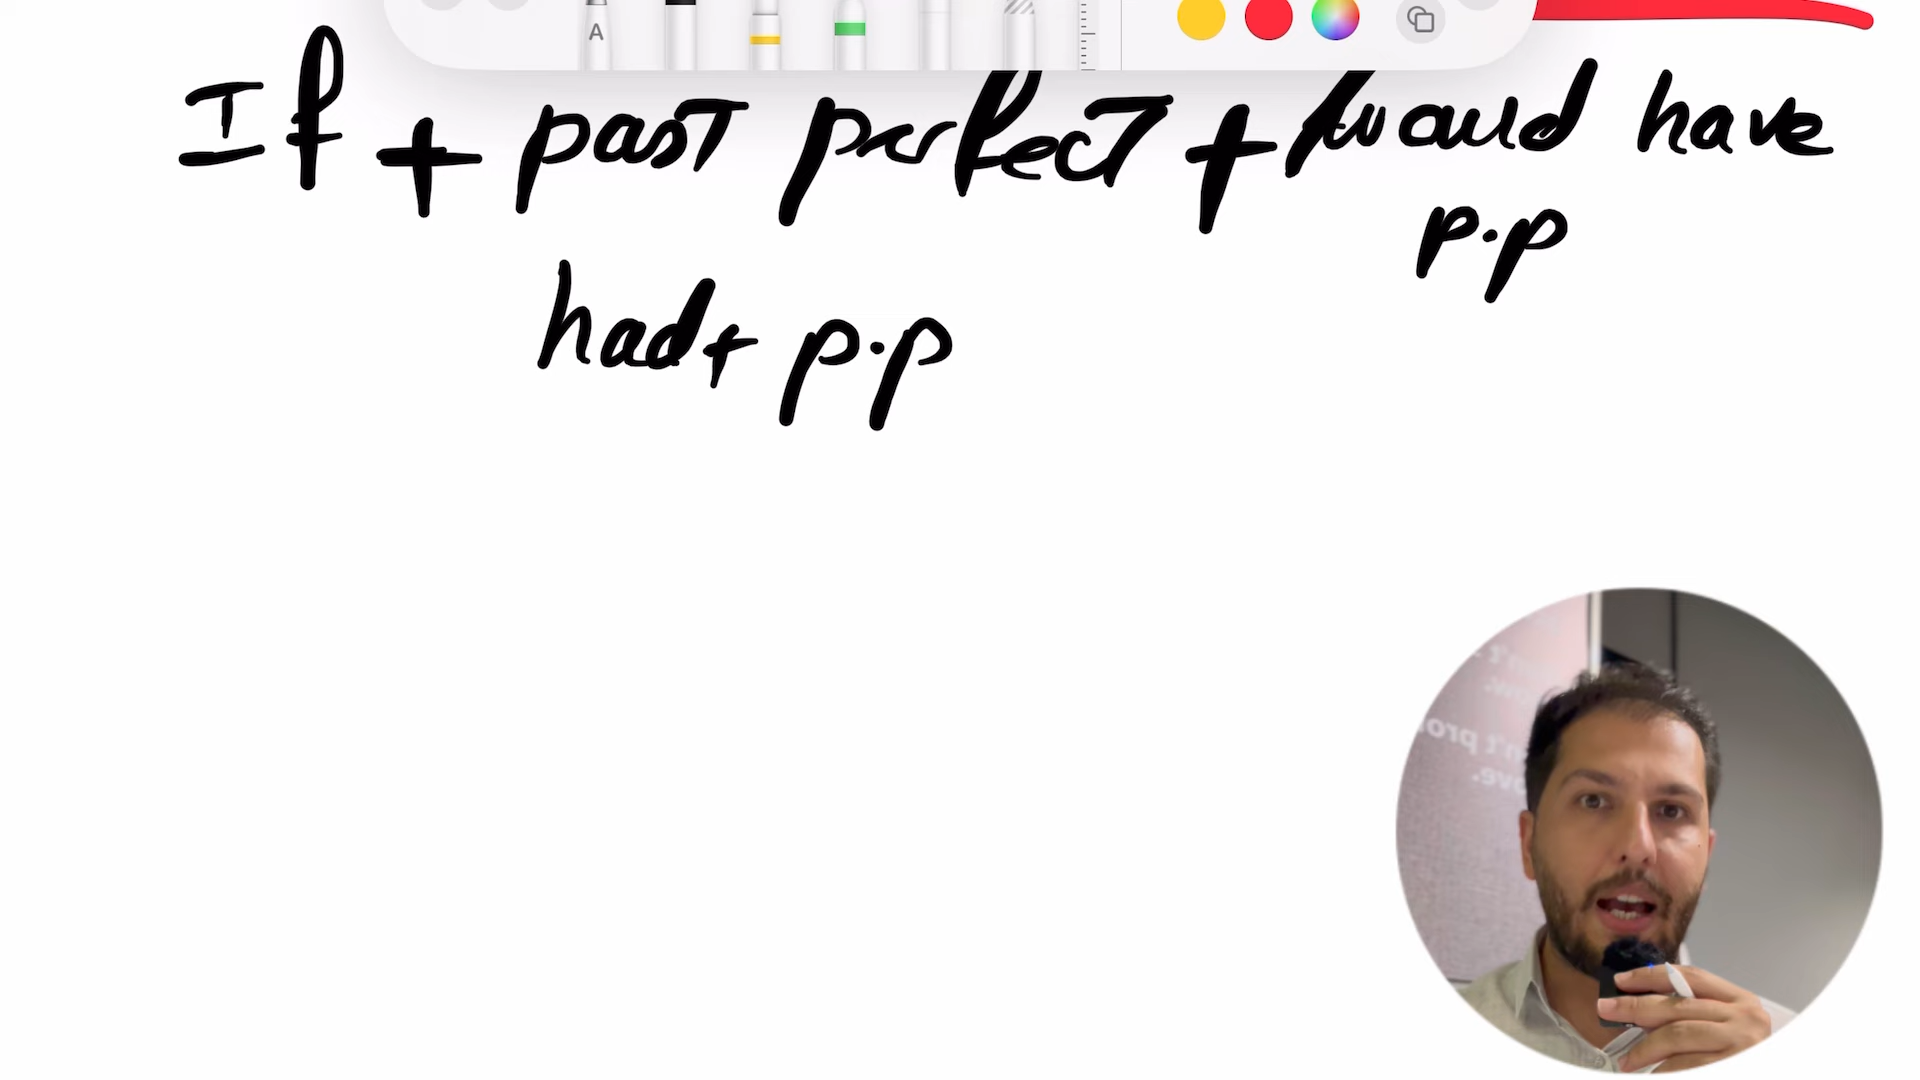 If + past perfect + would have
p.p
had + p.p
A